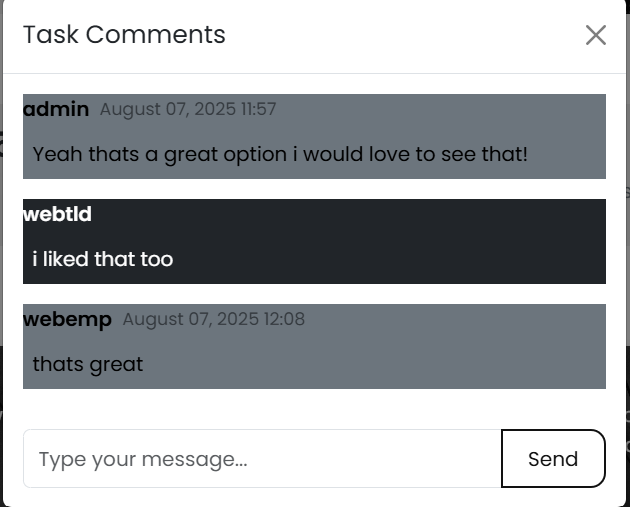 Task Comments
admin August 07, 2025 11:57
Yeah thats a great option i would love to see that!
webtld
i liked that too
webemp August 07, 2025 12:08
thats great
Type your message...
Send